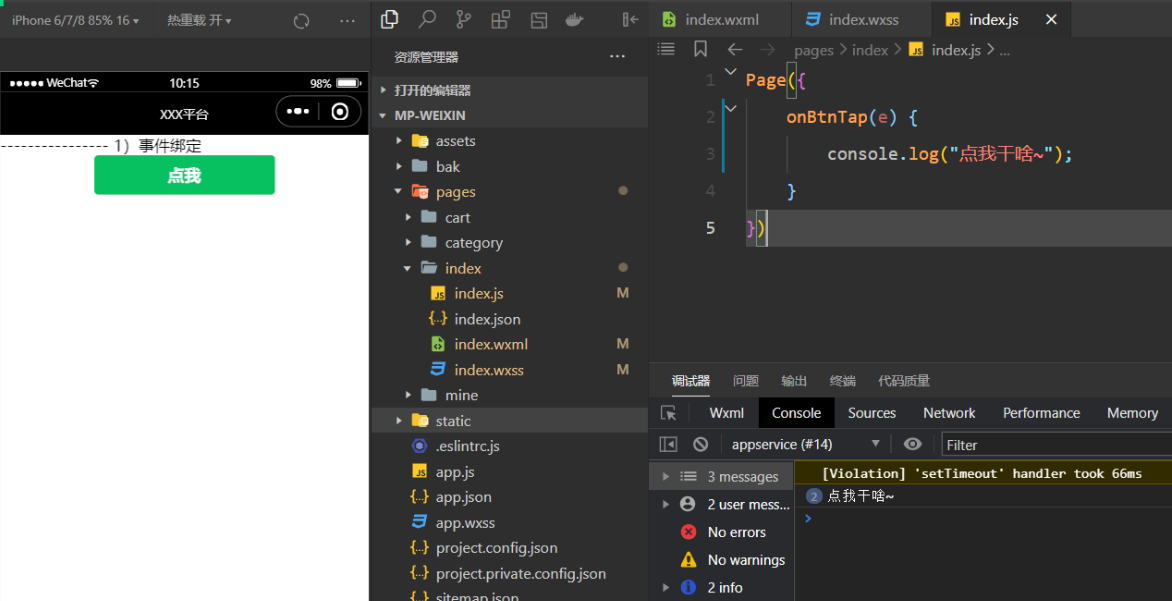 iPhone 6/7/8 85% 16
热重载 开
WeChat
10:15
98%
XXX平台
--------------- 1）事件绑定
点我
资源管理器
打开的编辑器
MP-WEIXIN
assets
bak
pages
cart
category
index
index.js M
index.json
index.wxml M
index.wxss M
mine
static
.eslintrc.js
app.js
app.json
app.wxss
project.config.json
project.private.config.json
sitemap.json
index.wxml
index.wxss
index.js
pages > index > index.js > ...
1 Page({
2 onBtnTap(e) {
3 console.log("点我干啥~");
4 }
5 })
调试器 问题 输出 终端 代码质量
Wxml Console Sources Network Performance Memory
appservice (#14) Filter
3 messages
2 user mess...
No errors
No warnings
2 info
[Violation] 'setTimeout' handler took 66ms
2 点我干啥~